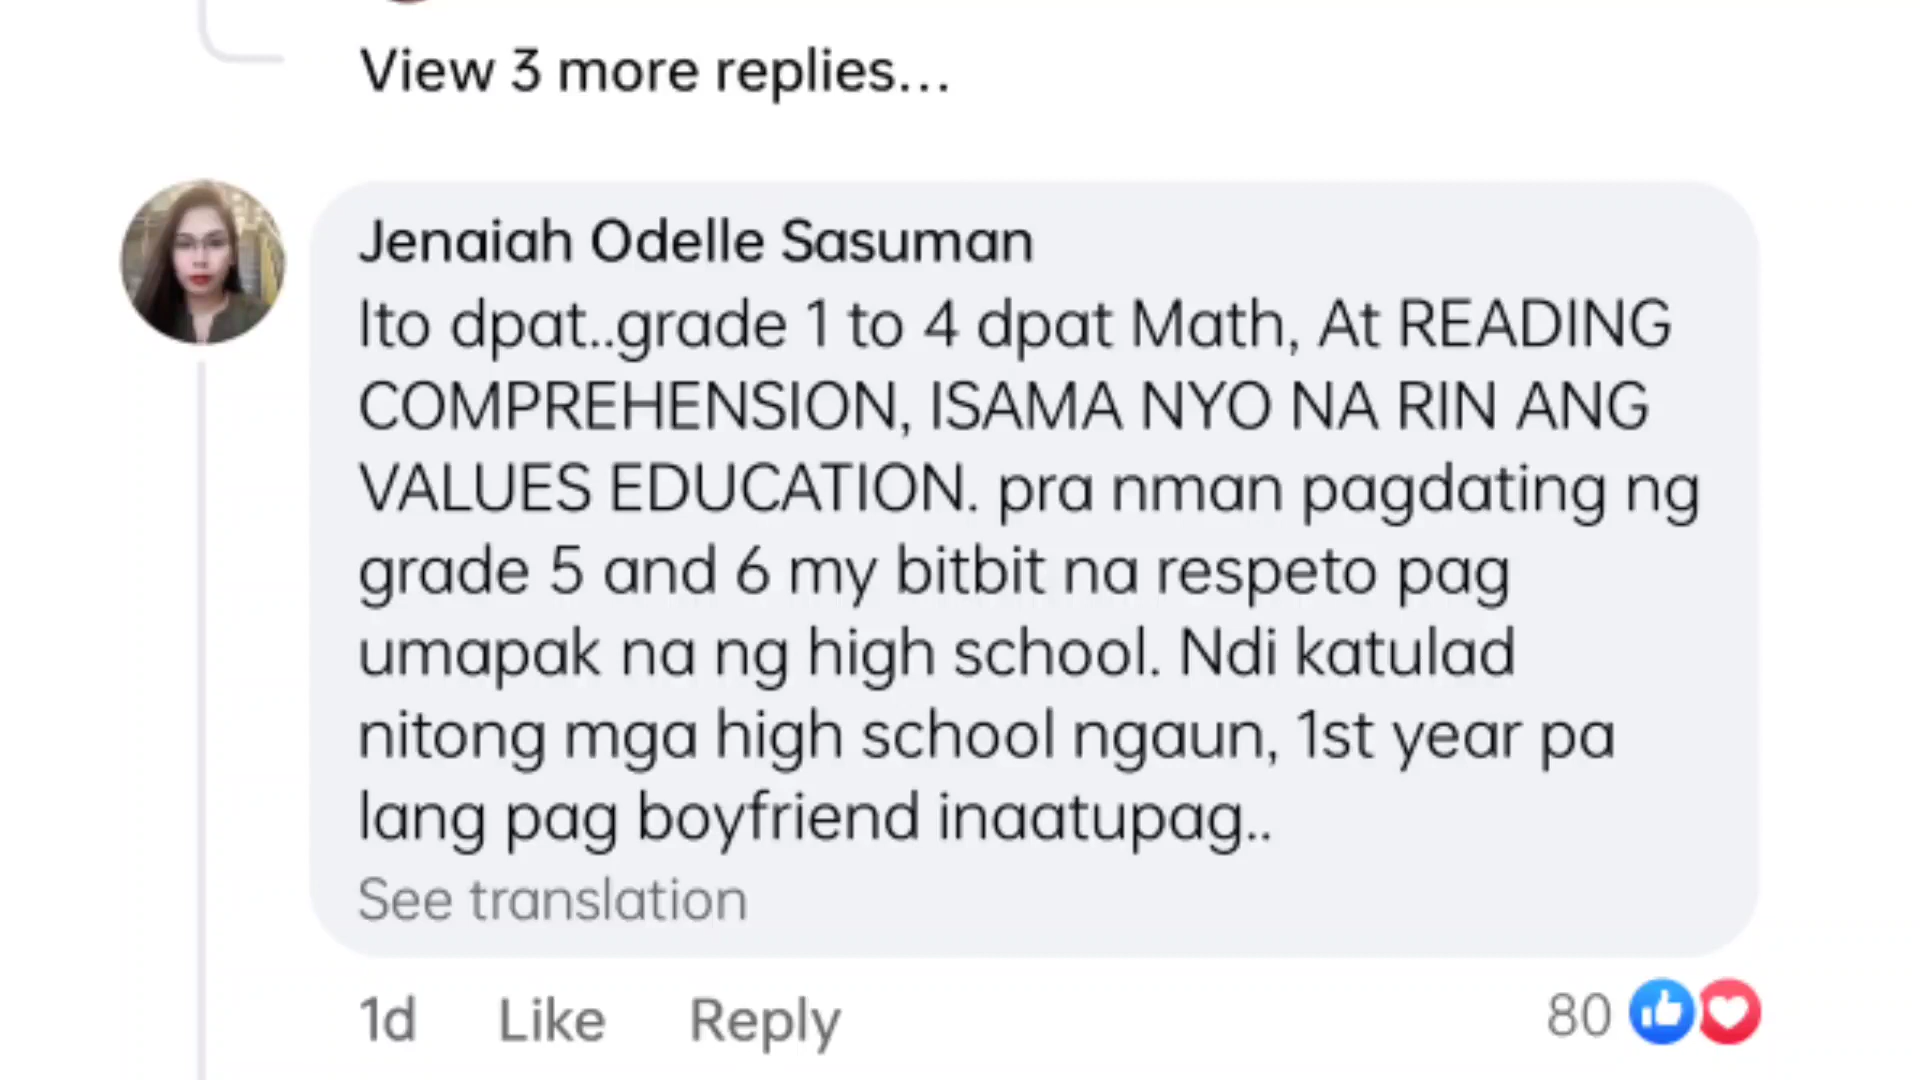 View 3 more replies...
Jenaiah Odelle Sasuman
Ito dpat..grade 1 to 4 dpat Math, At READING
COMPREHENSION, ISAMA NYO NA RIN ANG
VALUES EDUCATION. pra nman pagdating ng
grade 5 and 6 my bitbit na respeto pag
umapak na ng high school. Ndi katulad
nitong mga high school ngaun, 1st year pa
lang pag boyfriend inaatupag..
See translation
1d Like Reply 80